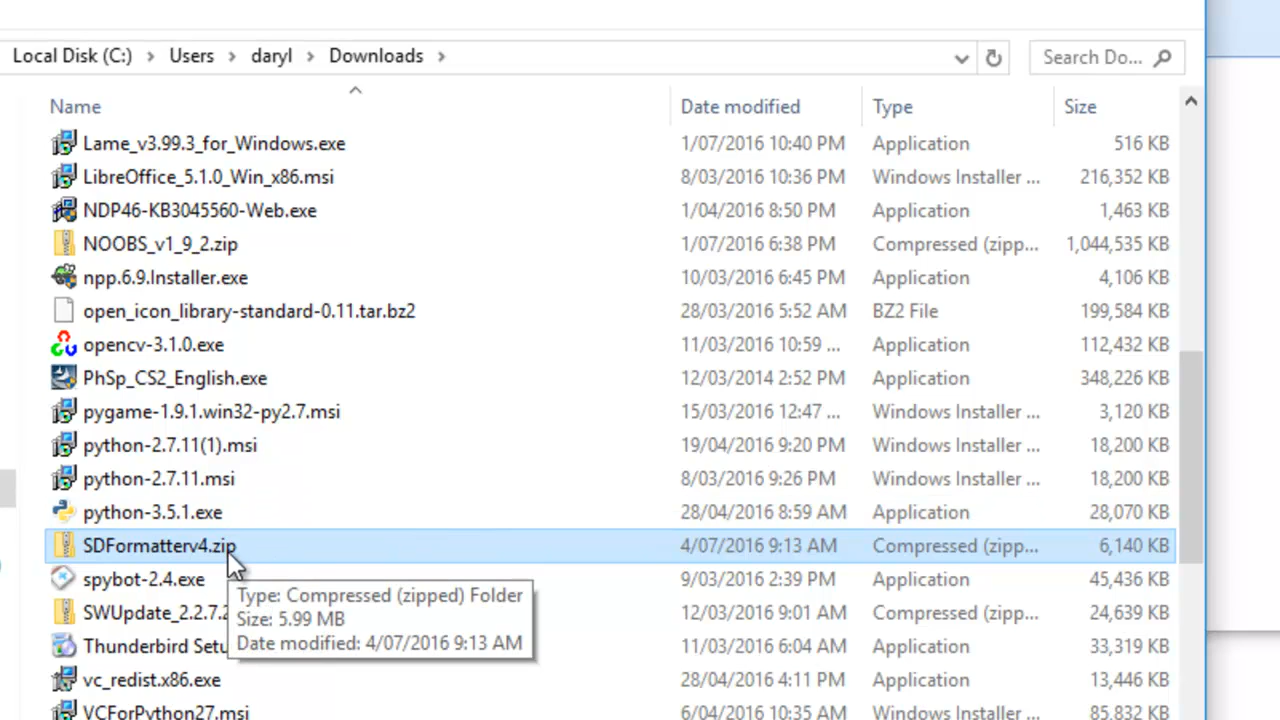 Local Disk (C:) > Users > daryl > Downloads >
Search Do...
Name Date modified Type Size
Lame_v3.99.3_for_Windows.exe 1/07/2016 10:40 PM Application 516 KB
LibreOffice_5.1.0_Win_x86.msi 8/03/2016 10:36 PM Windows Installer ... 216,352 KB
NDP46-KB3045560-Web.exe 1/04/2016 8:50 PM Application 1,463 KB
NOOBS_v1_9_2.zip 1/07/2016 6:38 PM Compressed (zipp... 1,044,535 KB
npp.6.9.Installer.exe 10/03/2016 6:45 PM Application 4,106 KB
open_icon_library-standard-0.11.tar.bz2 28/03/2016 5:52 AM BZ2 File 199,584 KB
opencv-3.1.0.exe 11/03/2016 10:59 ... Application 112,432 KB
PhSp_CS2_English.exe 12/03/2014 2:52 PM Application 348,226 KB
pygame-1.9.1.win32-py2.7.msi 15/03/2016 12:47 ... Windows Installer ... 3,120 KB
python-2.7.11(1).msi 19/04/2016 9:20 PM Windows Installer ... 18,200 KB
python-2.7.11.msi 8/03/2016 9:26 PM Windows Installer ... 18,200 KB
python-3.5.1.exe 28/04/2016 8:59 AM Application 28,070 KB
SDFormatterv4.zip 4/07/2016 9:13 AM Compressed (zipp... 6,140 KB
spybot-2.4.exe 9/03/2016 2:39 PM Application 45,436 KB
SWUpdate_2.2.7.2 12/03/2016 9:01 AM Compressed (zipp... 24,639 KB
Thunderbird Setu 11/03/2016 6:04 AM Application 33,319 KB
vc_redist.x86.exe 28/04/2016 4:11 PM Application 13,446 KB
VCForPython27.msi 6/04/2016 10:35 AM Windows Installer ... 85,832 KB
Type: Compressed (zipped) Folder
Size: 5.99 MB
Date modified: 4/07/2016 9:13 AM